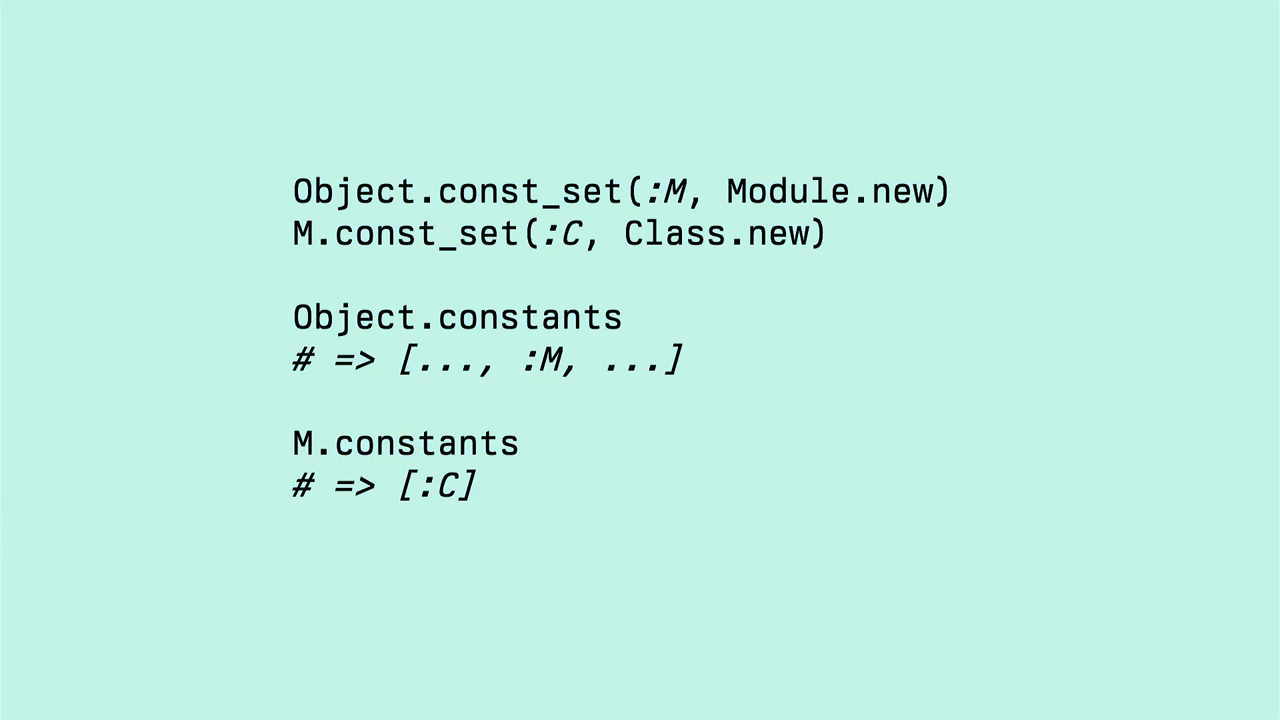 Object.const_set(:M, Module.new)
M.const_set(:C, Class.new)
Object.constants
# => [..., :M, ...]
M.constants
# => [:C]